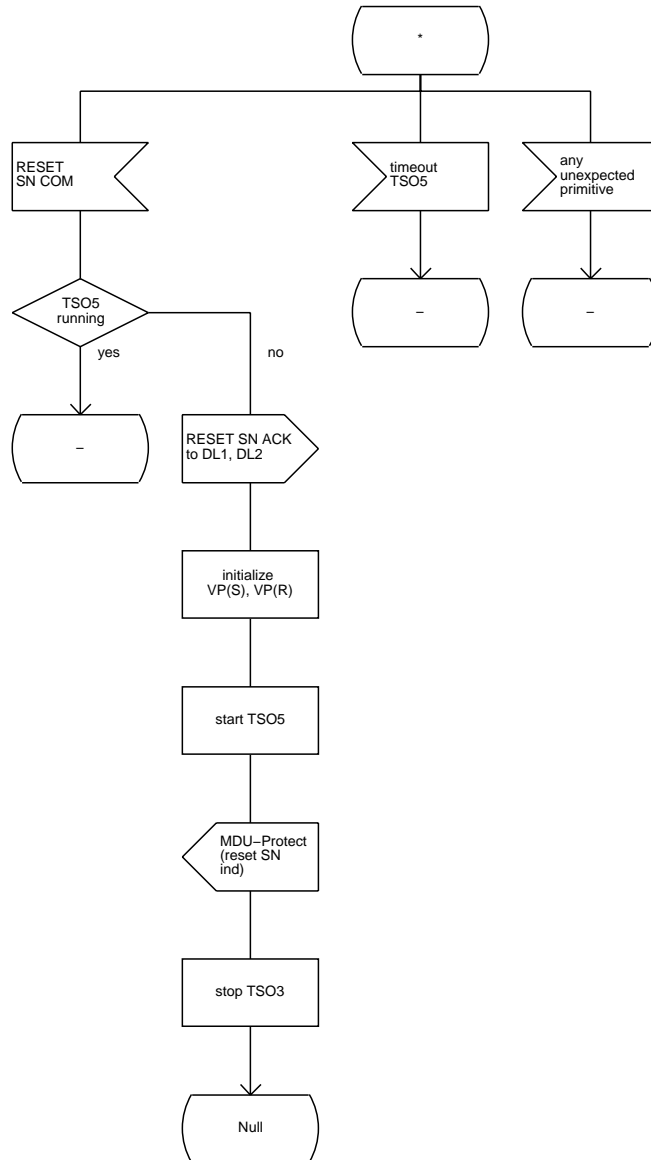 *
RESET
SN COM
timeout
TSO5
any
unexpected
primitive
TSO5
running
–
–
yes
no
–
RESET SN ACK
to DL1, DL2
initialize
VP(S), VP(R)
start TSO5
MDU–Protect
(reset SN
ind)
stop TSO3
Null